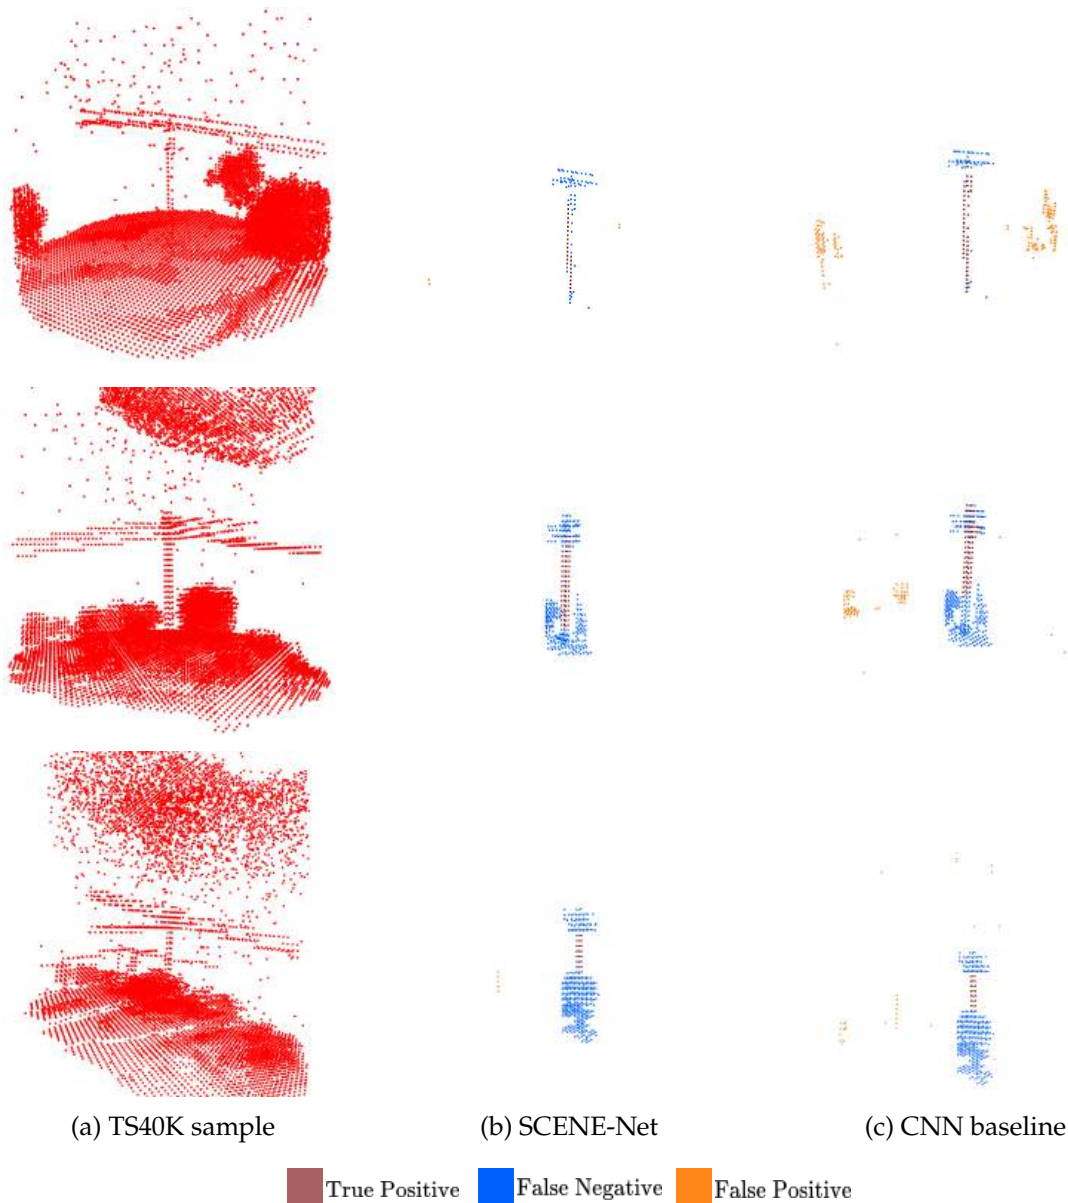 (a) TS40K sample
(b) SCENE-Net
(c) CNN baseline
True Positive
False Negative
False Positive